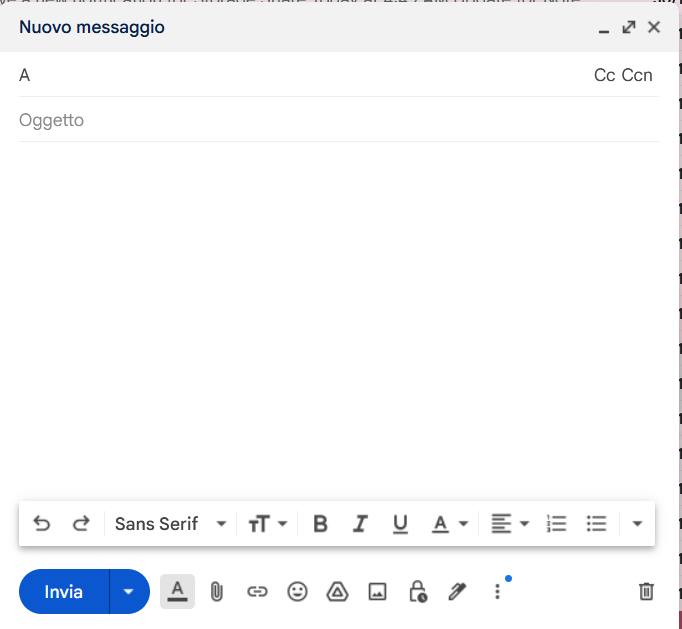 Nuovo messaggio
A Cc Ccn
Oggetto
Sans Serif
Invia